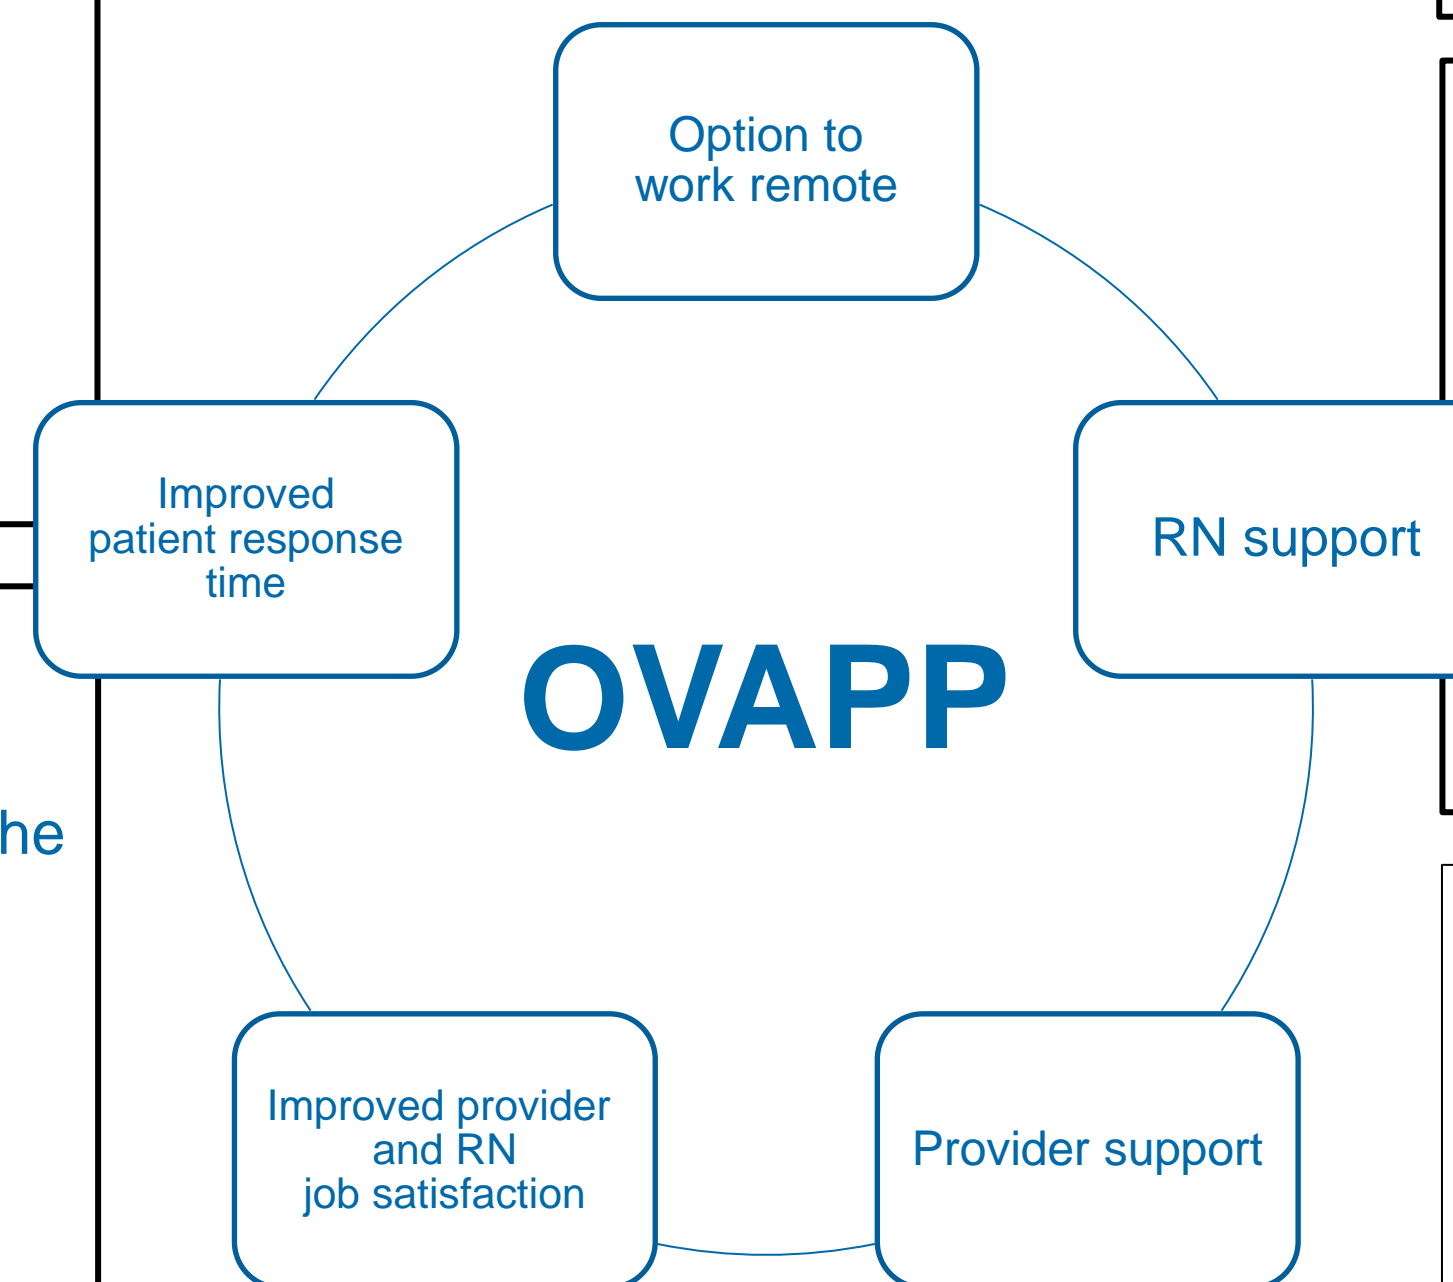 Option to
work remote
Improved
patient response
time
RN support
OVAPP
he
Improved provider
and RN
job satisfaction
Provider support